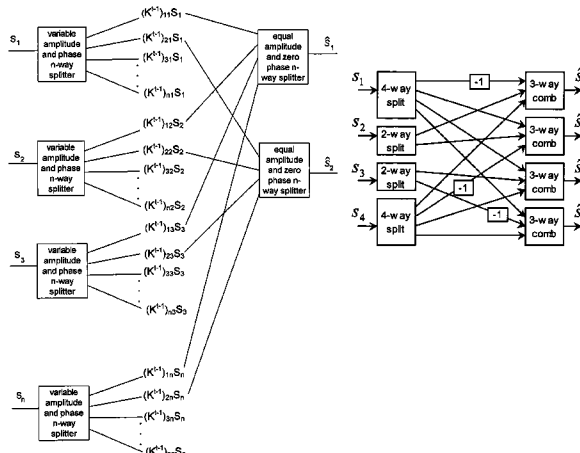 S1
variable
amplitude
and phase
n-way
splitter
(K^t-1)11S1
(K^t-1)21S1
(K^t-1)31S1
(K^t-1)n1S1
S2
variable
amplitude
and phase
n-way
splitter
(K^t-1)12S2
(K^t-1)22S2
(K^t-1)32S2
(K^t-1)n2S2
S3
variable
amplitude
and phase
n-way
splitter
(K^t-1)13S3
(K^t-1)23S3
(K^t-1)33S3
(K^t-1)n3S3
Sn
variable
amplitude
and phase
n-way
splitter
(K^t-1)1nSn
(K^t-1)2nSn
(K^t-1)3nSn
equal
amplitude
and zero
phase n-
way splitter
ŝ1
equal
amplitude
and zero
phase n-
way splitter
ŝ2
S1
4-way
split
S2
2-way
split
S3
2-way
split
S4
4-way
split
-1
-1
-1
3-way
comb
3-way
comb
3-way
comb
3-way
comb